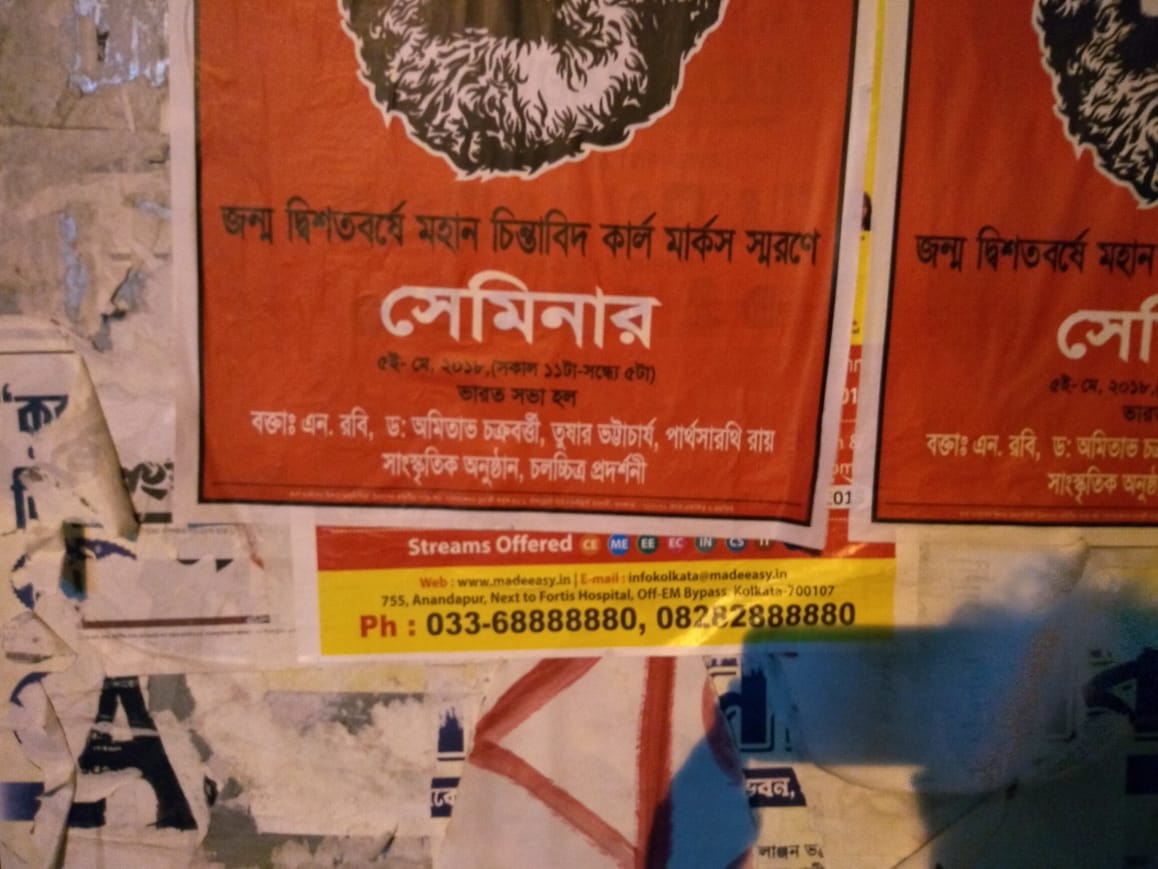 জন্ম দ্বিশতবর্ষে মহান চিন্তাবিদ কার্ল মার্কস স্মরণে
সেমিনার
৫ই- মে, ২০১৮,(সকাল ১১টা-সন্ধ্যে ৫টা)
ভারত সভা হল
বক্তাঃ এন. রবি, ড: অমিতাভ চক্রবর্ত্তী, তুষার ভট্টাচার্য, পার্থসারথি রায়
সাংস্কৃতিক অনুষ্ঠান, চলচ্চিত্র প্রদর্শনী
জন্ম দ্বিশতবর্ষে মহান
সেমি
৫ই- মে, ২০১৮,
ভার
বক্তাঃ এন. রবি, ড: অমিতাভ
সাংস্কৃতিক অনুষ্ঠ
Streams Offered CE ME EE EC IN CS IT
Web : www.madeeasy.in | E-mail : infokolkata@madeeasy.in
755, Anandapur, Next to Fortis Hospital, Off-EM Bypass, Kolkata-700107
Ph : 033-68888880, 08282888880
A